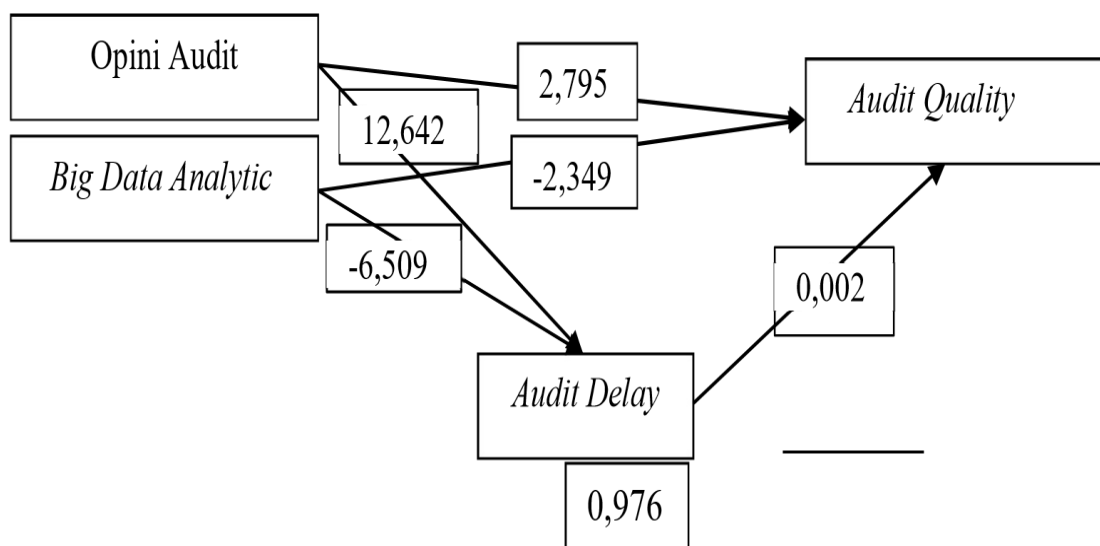 Opini Audit
2,795
Audit Quality
12,642
Big Data Analytic
-2,349
-6,509
0,002
Audit Delay
0,976